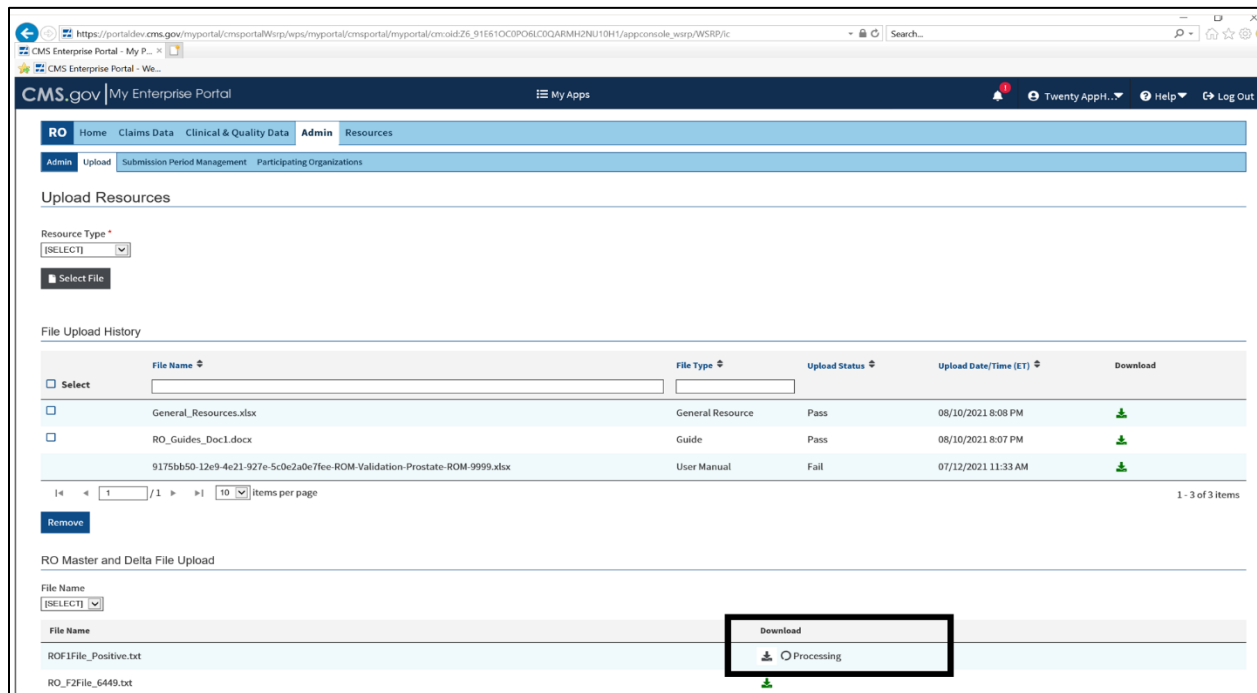 https://portaldev.cms.gov/myportal/cmsportalWsrp/wps/myportal/cmsportal/myportal/cm:oid:Z6_91E61OC0PO6LC0QARMH2NU10H1/appconsole_wsrp/WSRP/ic Search...
CMS Enterprise Portal - My P...
CMS Enterprise Portal - We...
CMS.gov My Enterprise Portal My Apps 1 Twenty AppH... Help Log Out
RO Home Claims Data Clinical & Quality Data Admin Resources
Admin Upload Submission Period Management Participating Organizations
Upload Resources
Resource Type *
[SELECT]
Select File
File Upload History
File Name File Type Upload Status Upload Date/Time (ET) Download
Select
General_Resources.xlsx General Resource Pass 08/10/2021 8:08 PM
RO_Guides_Doc1.docx Guide Pass 08/10/2021 8:07 PM
9175bb50-12e9-4e21-927e-5c0e2a0e7fee-ROM-Validation-Prostate-ROM-9999.xlsx User Manual Fail 07/12/2021 11:33 AM
1 / 1 10 items per page 1 - 3 of 3 items
Remove
RO Master and Delta File Upload
File Name
[SELECT]
File Name Download
ROF1File_Positive.txt Processing
RO_F2File_6449.txt